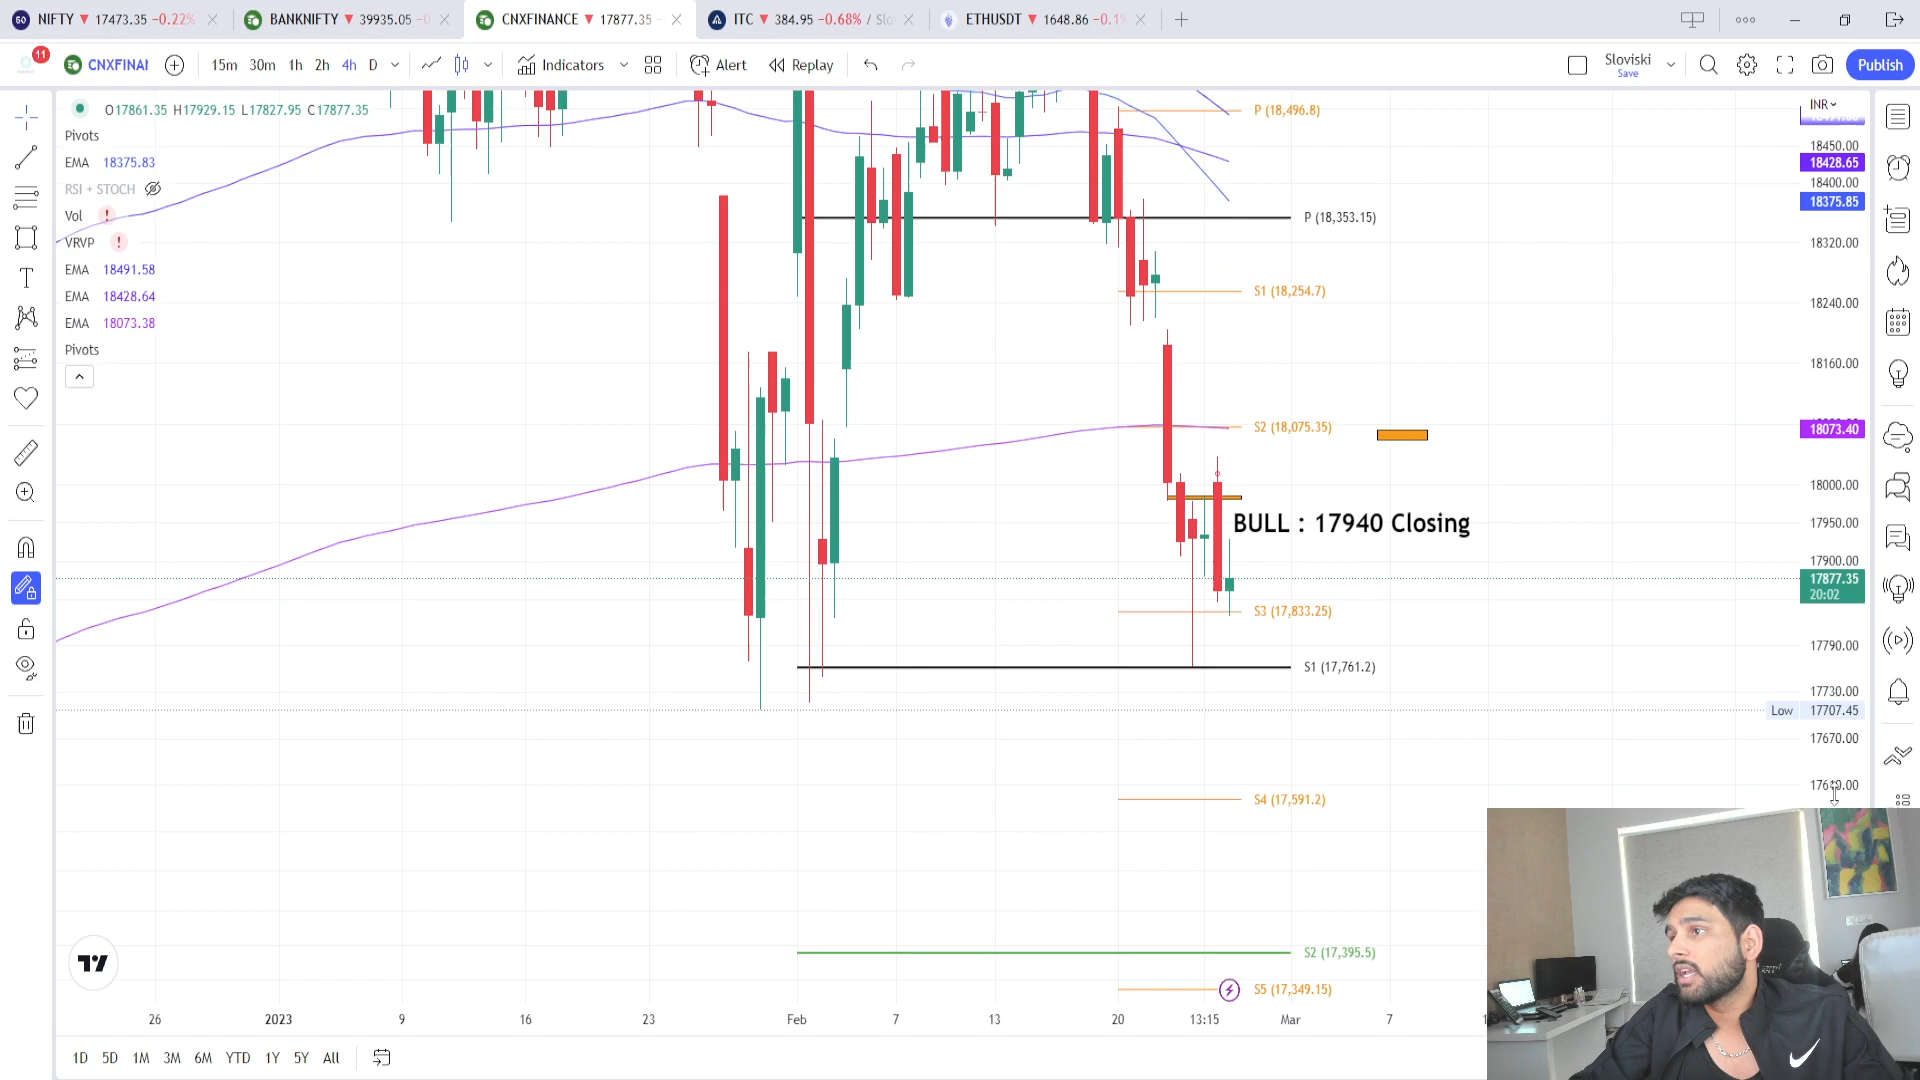 NIFTY 17473.35 −0.22%
BANKNIFTY 39935.05
CNXFINANCE 17877.35
ITC 384.95 −0.68% / Slo
ETHUSDT 1648.86 −0.1%
11
CNXFINAN
15m 30m 1h 2h 4h D
Indicators
Alert
Replay
Sloviski
Save
Publish
O17861.35 H17929.15 L17827.95 C17877.35
Pivots
EMA 18375.83
RSI + STOCH
Vol !
VRVP !
EMA 18491.58
EMA 18428.64
EMA 18073.38
Pivots
P (18,496.8)
P (18,353.15)
S1 (18,254.7)
S2 (18,075.35)
BULL : 17940 Closing
S3 (17,833.25)
S1 (17,761.2)
S4 (17,591.2)
S2 (17,395.5)
S5 (17,349.15)
INR
18450.00
18428.65
18400.00
18375.85
18320.00
18240.00
18160.00
18073.40
18000.00
17950.00
17900.00
17877.35
20:02
17790.00
17730.00
Low 17707.45
17670.00
26 2023 9 16 23 Feb 7 13 20 13:15 Mar 7
1D 5D 1M 3M 6M YTD 1Y 5Y All